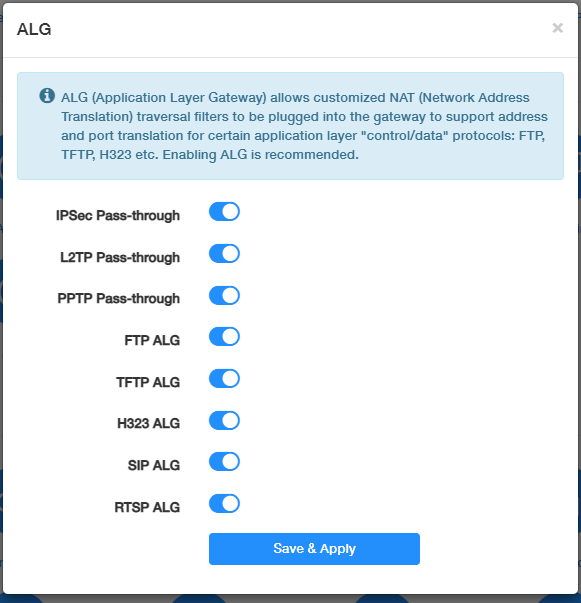 ALG
×
ALG (Application Layer Gateway) allows customized NAT (Network Address
Translation) traversal filters to be plugged into the gateway to support address
and port translation for certain application layer "control/data" protocols: FTP,
TFTP, H323 etc. Enabling ALG is recommended.
IPSec Pass-through
L2TP Pass-through
PPTP Pass-through
FTP ALG
TFTP ALG
H323 ALG
SIP ALG
RTSP ALG
Save & Apply